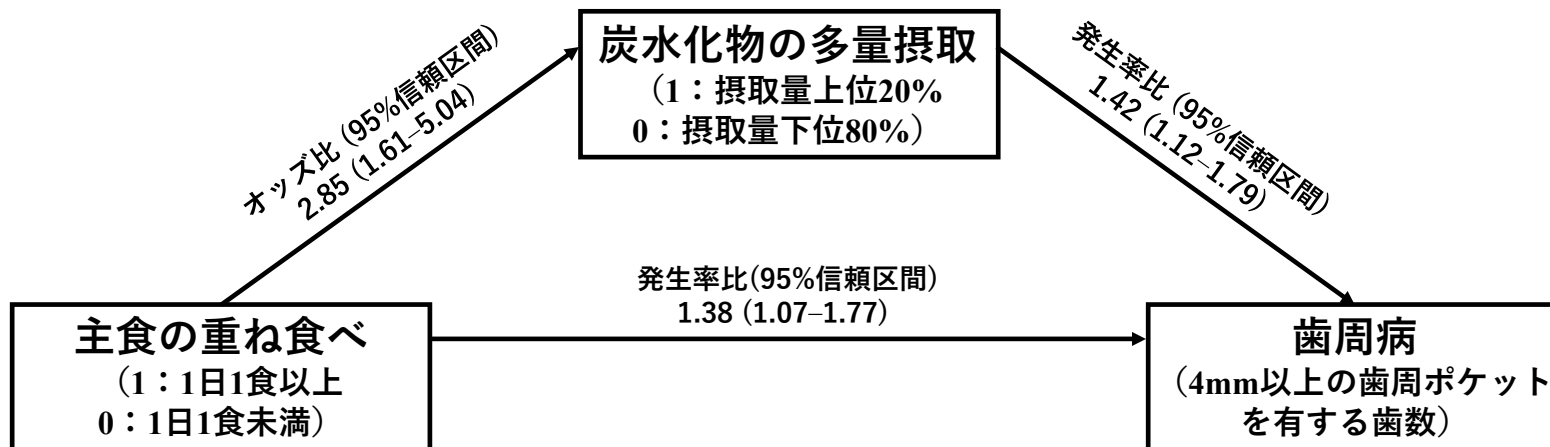 炭水化物の多量摂取
（1：摂取量上位20%
0：摂取量下位80%）
オッズ比 (95%信頼区間)
2.85 (1.61–5.04)
発生率比 (95%信頼区間)
1.42 (1.12–1.79)
発生率比(95%信頼区間)
1.38 (1.07–1.77)
主食の重ね食べ
（1：1日1食以上
0：1日1食未満）
歯周病
（4mm以上の歯周ポケット
を有する歯数）